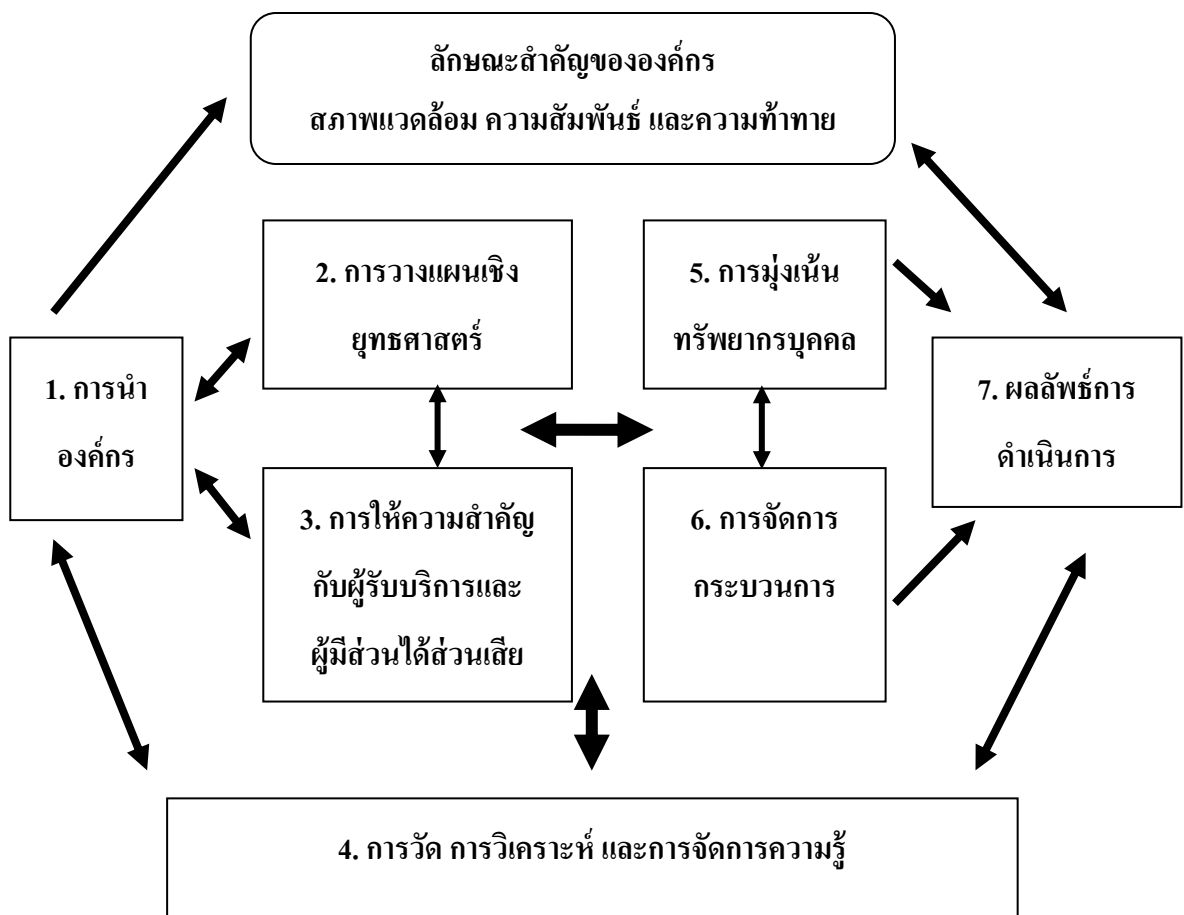 ลักษณะสำคัญขององค์กร
สภาพแวดล้อม ความสัมพันธ์ และความท้าทาย
2. การวางแผนเชิง
ยุทธศาสตร์
5. การมุ่งเน้น
ทรัพยากรบุคคล
1. การนำ
องค์กร
7. ผลลัพธ์การ
ดำเนินการ
3. การให้ความสำคัญ
กับผู้รับบริการและ
ผู้มีส่วนได้ส่วนเสีย
6. การจัดการ
กระบวนการ
4. การวัด การวิเคราะห์ และการจัดการความรู้